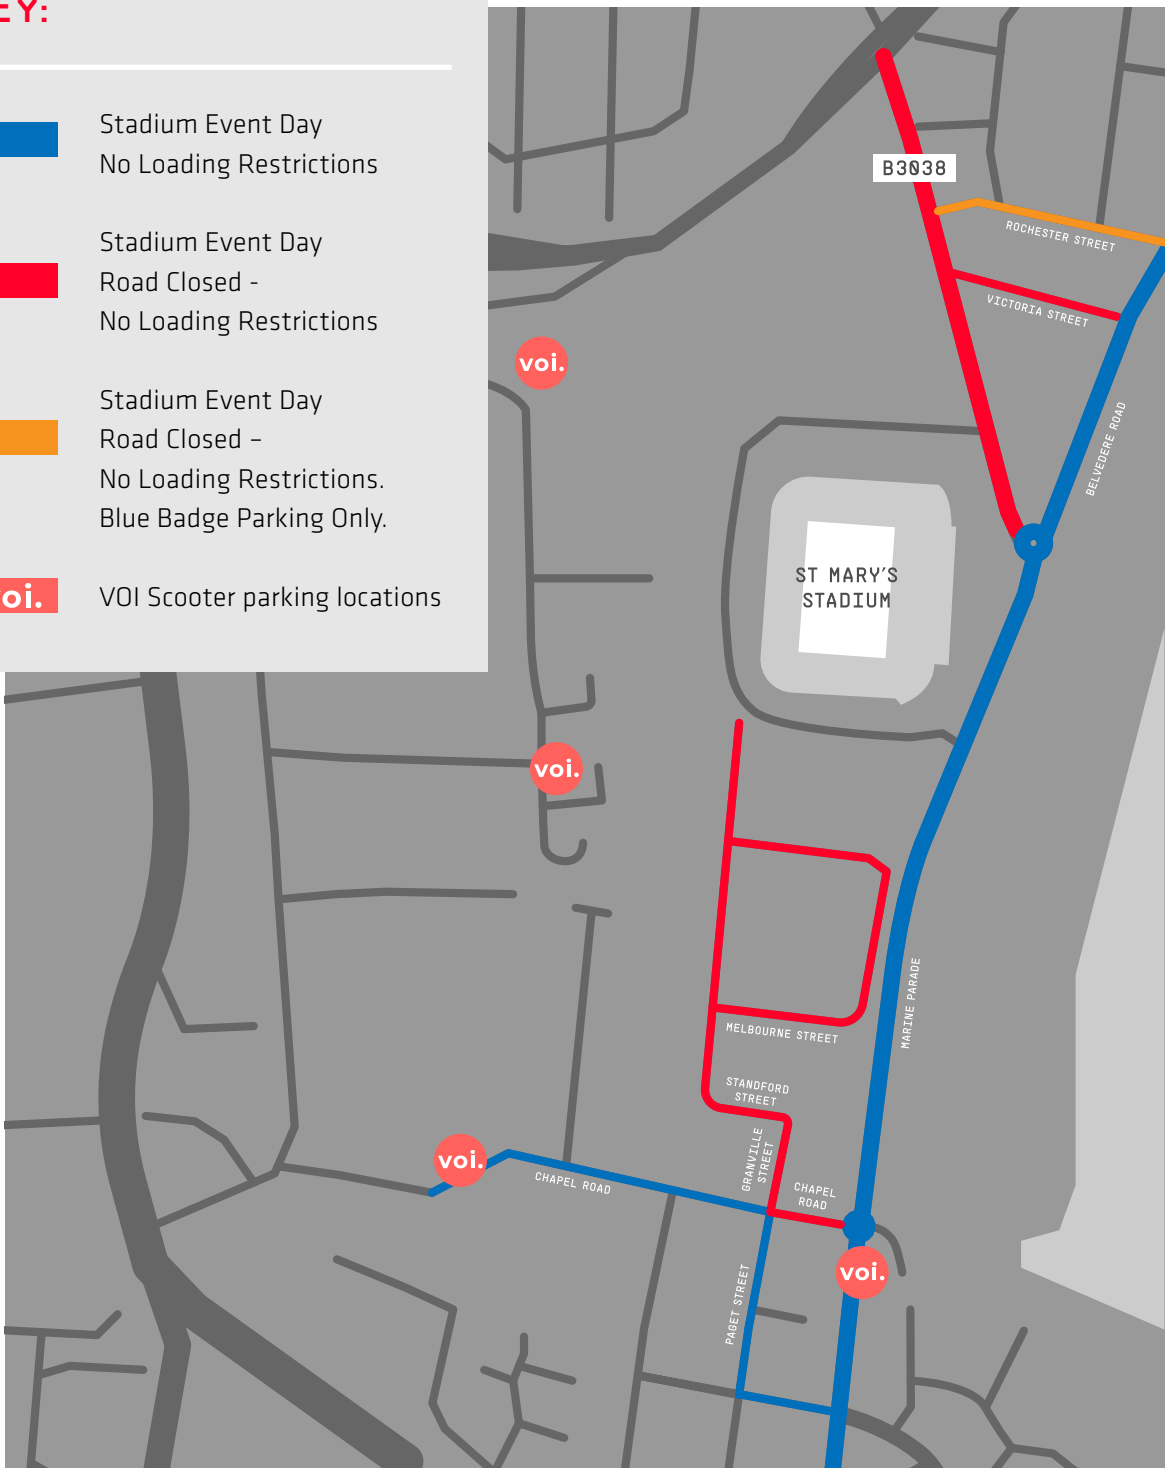 EY:
Stadium Event Day
No Loading Restrictions
Stadium Event Day
Road Closed -
No Loading Restrictions
Stadium Event Day
Road Closed –
No Loading Restrictions.
Blue Badge Parking Only.
oi.
VOI Scooter parking locations
B3038
ROCHESTER STREET
VICTORIA STREET
voi.
BELVEDERE ROAD
ST MARY'S
STADIUM
voi.
MARINE PARADE
MELBOURNE STREET
STANDFORD
STREET
GRANVILLE
STREET
voi.
CHAPEL ROAD
CHAPEL
ROAD
voi.
PAGET STREET